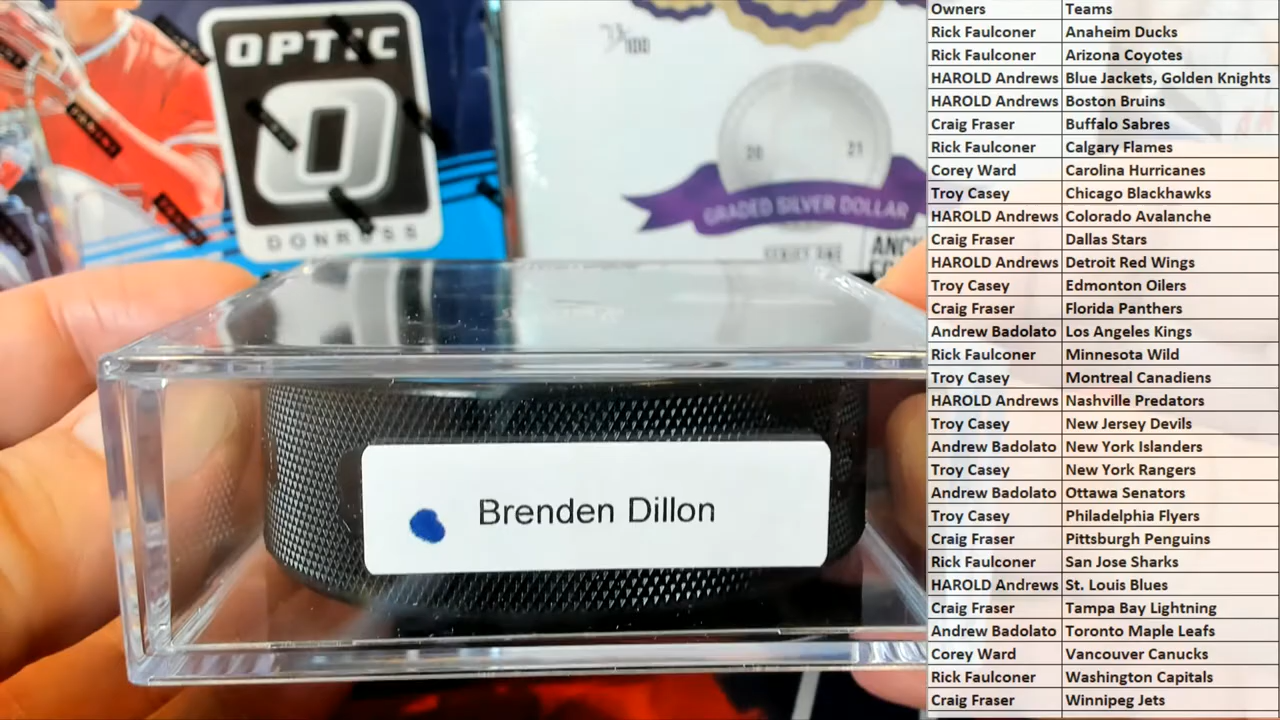 OPTIC
DONRUSS
/100
20 21
GRADED SILVER DOLLAR
SERIES ONE
Brenden Dillon
Owners Teams
Rick Faulconer Anaheim Ducks
Rick Faulconer Arizona Coyotes
HAROLD Andrews Blue Jackets, Golden Knights
HAROLD Andrews Boston Bruins
Craig Fraser Buffalo Sabres
Rick Faulconer Calgary Flames
Corey Ward Carolina Hurricanes
Troy Casey Chicago Blackhawks
HAROLD Andrews Colorado Avalanche
Craig Fraser Dallas Stars
HAROLD Andrews Detroit Red Wings
Troy Casey Edmonton Oilers
Craig Fraser Florida Panthers
Andrew Badolato Los Angeles Kings
Rick Faulconer Minnesota Wild
Troy Casey Montreal Canadiens
HAROLD Andrews Nashville Predators
Troy Casey New Jersey Devils
Andrew Badolato New York Islanders
Troy Casey New York Rangers
Andrew Badolato Ottawa Senators
Troy Casey Philadelphia Flyers
Craig Fraser Pittsburgh Penguins
Rick Faulconer San Jose Sharks
HAROLD Andrews St. Louis Blues
Craig Fraser Tampa Bay Lightning
Andrew Badolato Toronto Maple Leafs
Corey Ward Vancouver Canucks
Rick Faulconer Washington Capitals
Craig Fraser Winnipeg Jets